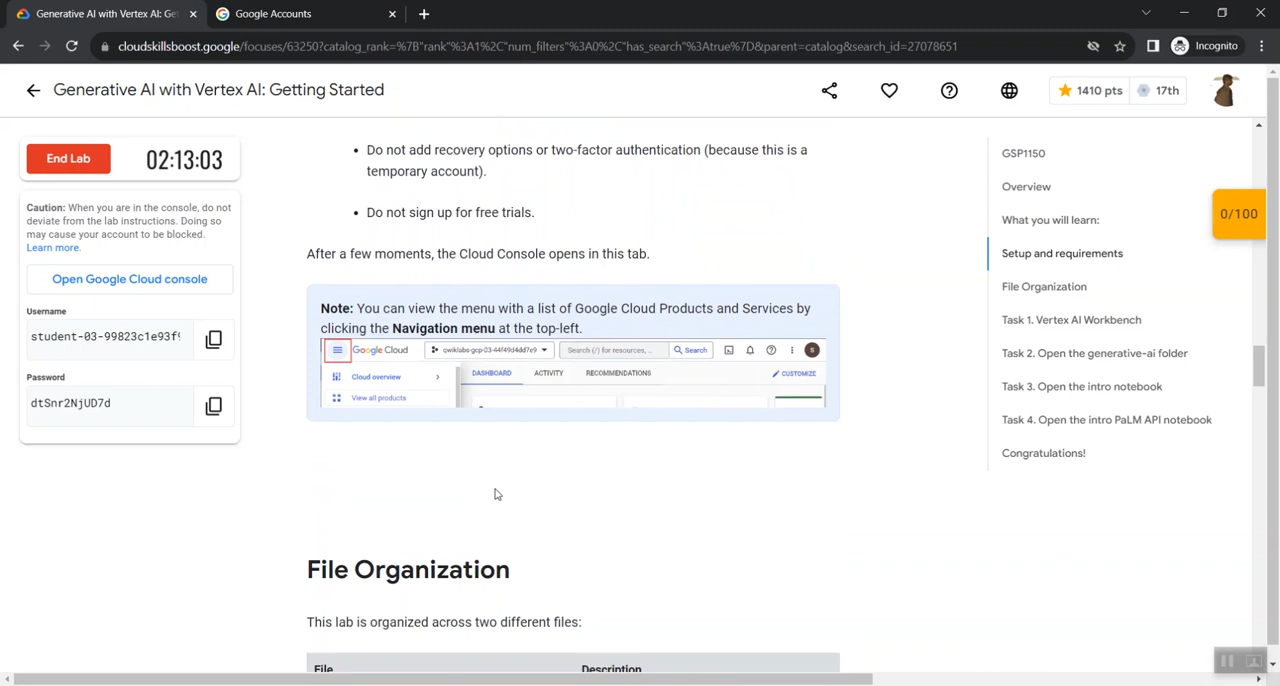 Generative AI with Vertex AI: Get
Google Accounts
cloudskillsboost.google/focuses/63250?catalog_rank=%7B"rank"%3A1%2C"num_filters"%3A0%2C"has_search"%3Atrue%7D&parent=catalog&search_id=27078651
Incognito
Generative AI with Vertex AI: Getting Started
1410 pts
17th
End Lab
02:13:03
Caution: When you are in the console, do not
deviate from the lab instructions. Doing so
may cause your account to be blocked.
Learn more.
Open Google Cloud console
Username
student-03-99823c1e93f9
Password
dtSnr2NjUD7d
• Do not add recovery options or two-factor authentication (because this is a
temporary account).
• Do not sign up for free trials.
After a few moments, the Cloud Console opens in this tab.
Note: You can view the menu with a list of Google Cloud Products and Services by
clicking the Navigation menu at the top-left.
Google Cloud
qwiklabs-gcp-03-44f49d4dd7e9
Search (/) for resources, ...
Search
S
Cloud overview
DASHBOARD
ACTIVITY
RECOMMENDATIONS
CUSTOMIZE
View all products
File Organization
This lab is organized across two different files:
File
Description
GSP1150
Overview
What you will learn:
Setup and requirements
File Organization
Task 1. Vertex AI Workbench
Task 2. Open the generative-ai folder
Task 3. Open the intro notebook
Task 4. Open the intro PaLM API notebook
Congratulations!
0/100